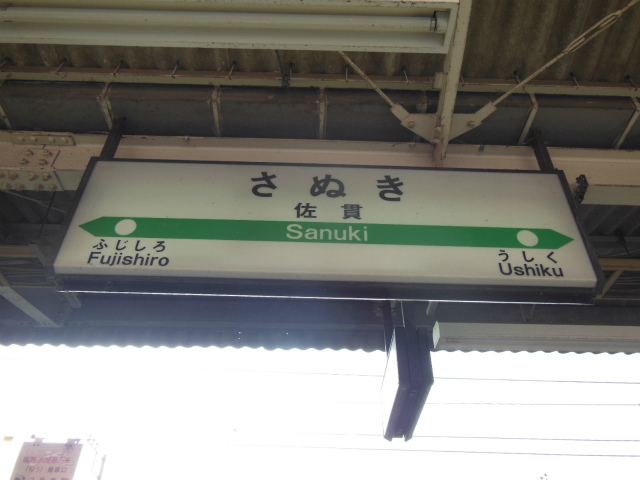 さぬき
佐貫
Sanuki
ふじしろ
Fujishiro
うしく
Ushiku